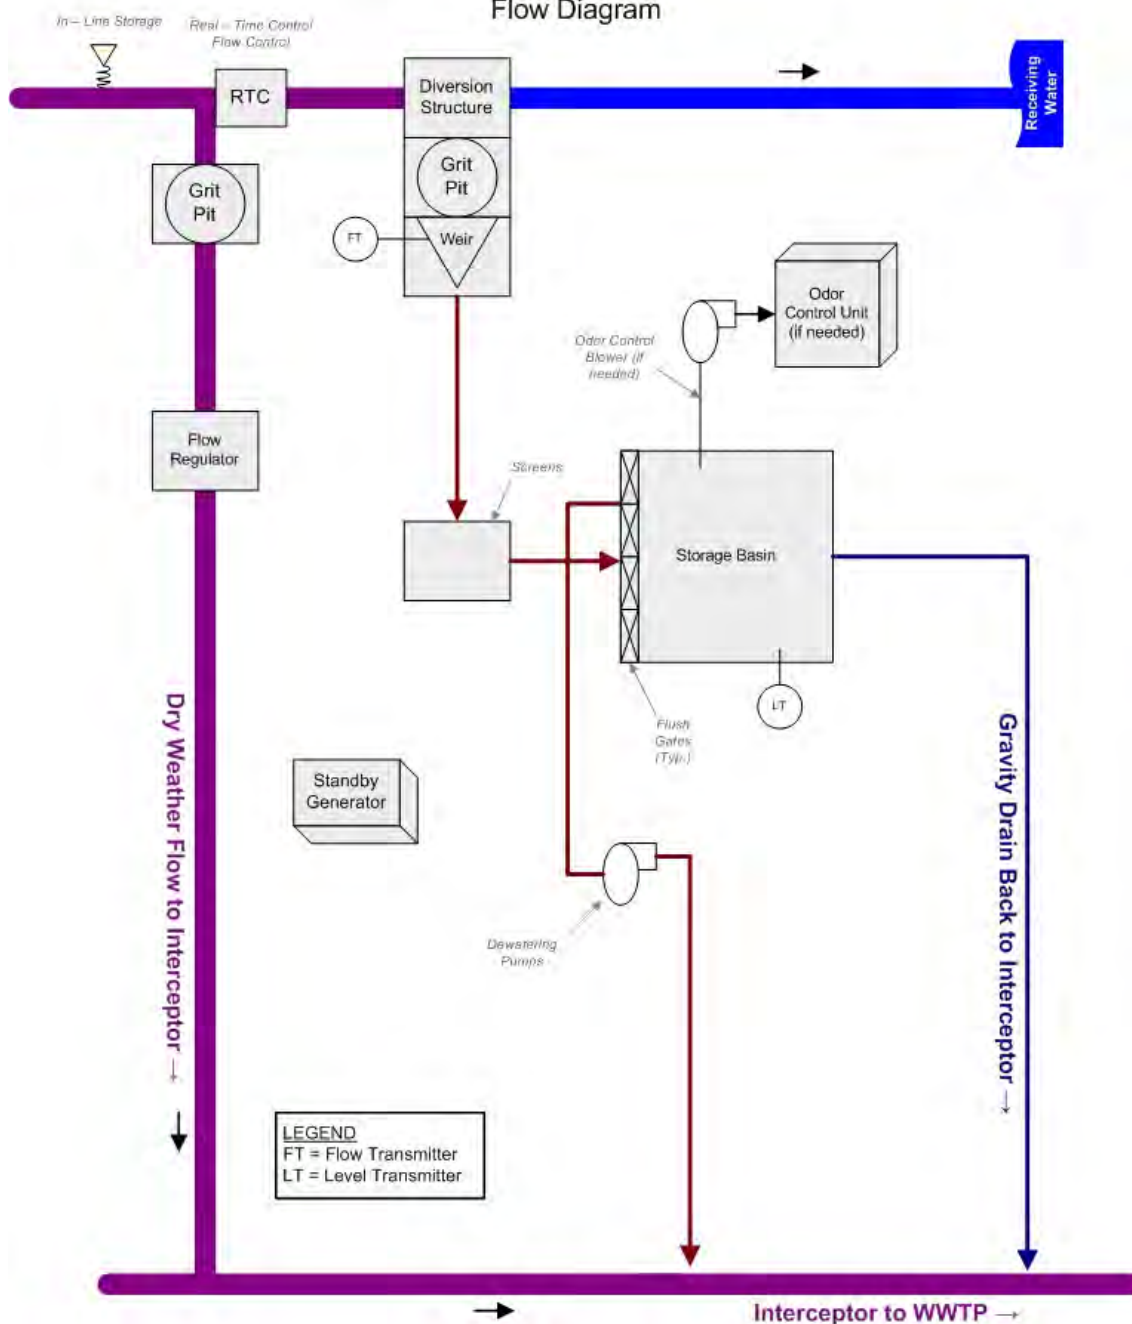 Flow Diagram
In – Line Storage
Real – Time Control
Flow Control
RTC
Diversion
Structure
Receiving
Water
Grit
Pit
Grit
Pit
FT
Weir
Odor
Control Unit
(if needed)
Odor Control
Blower (if
needed)
Flow
Regulator
Screens
Storage Basin
LT
Flush
Gates
(Typ.)
Standby
Generator
Dewatering
Pumps
Dry Weather Flow to Interceptor →
Gravity Drain Back to Interceptor →
LEGEND
FT = Flow Transmitter
LT = Level Transmitter
Interceptor to WWTP →